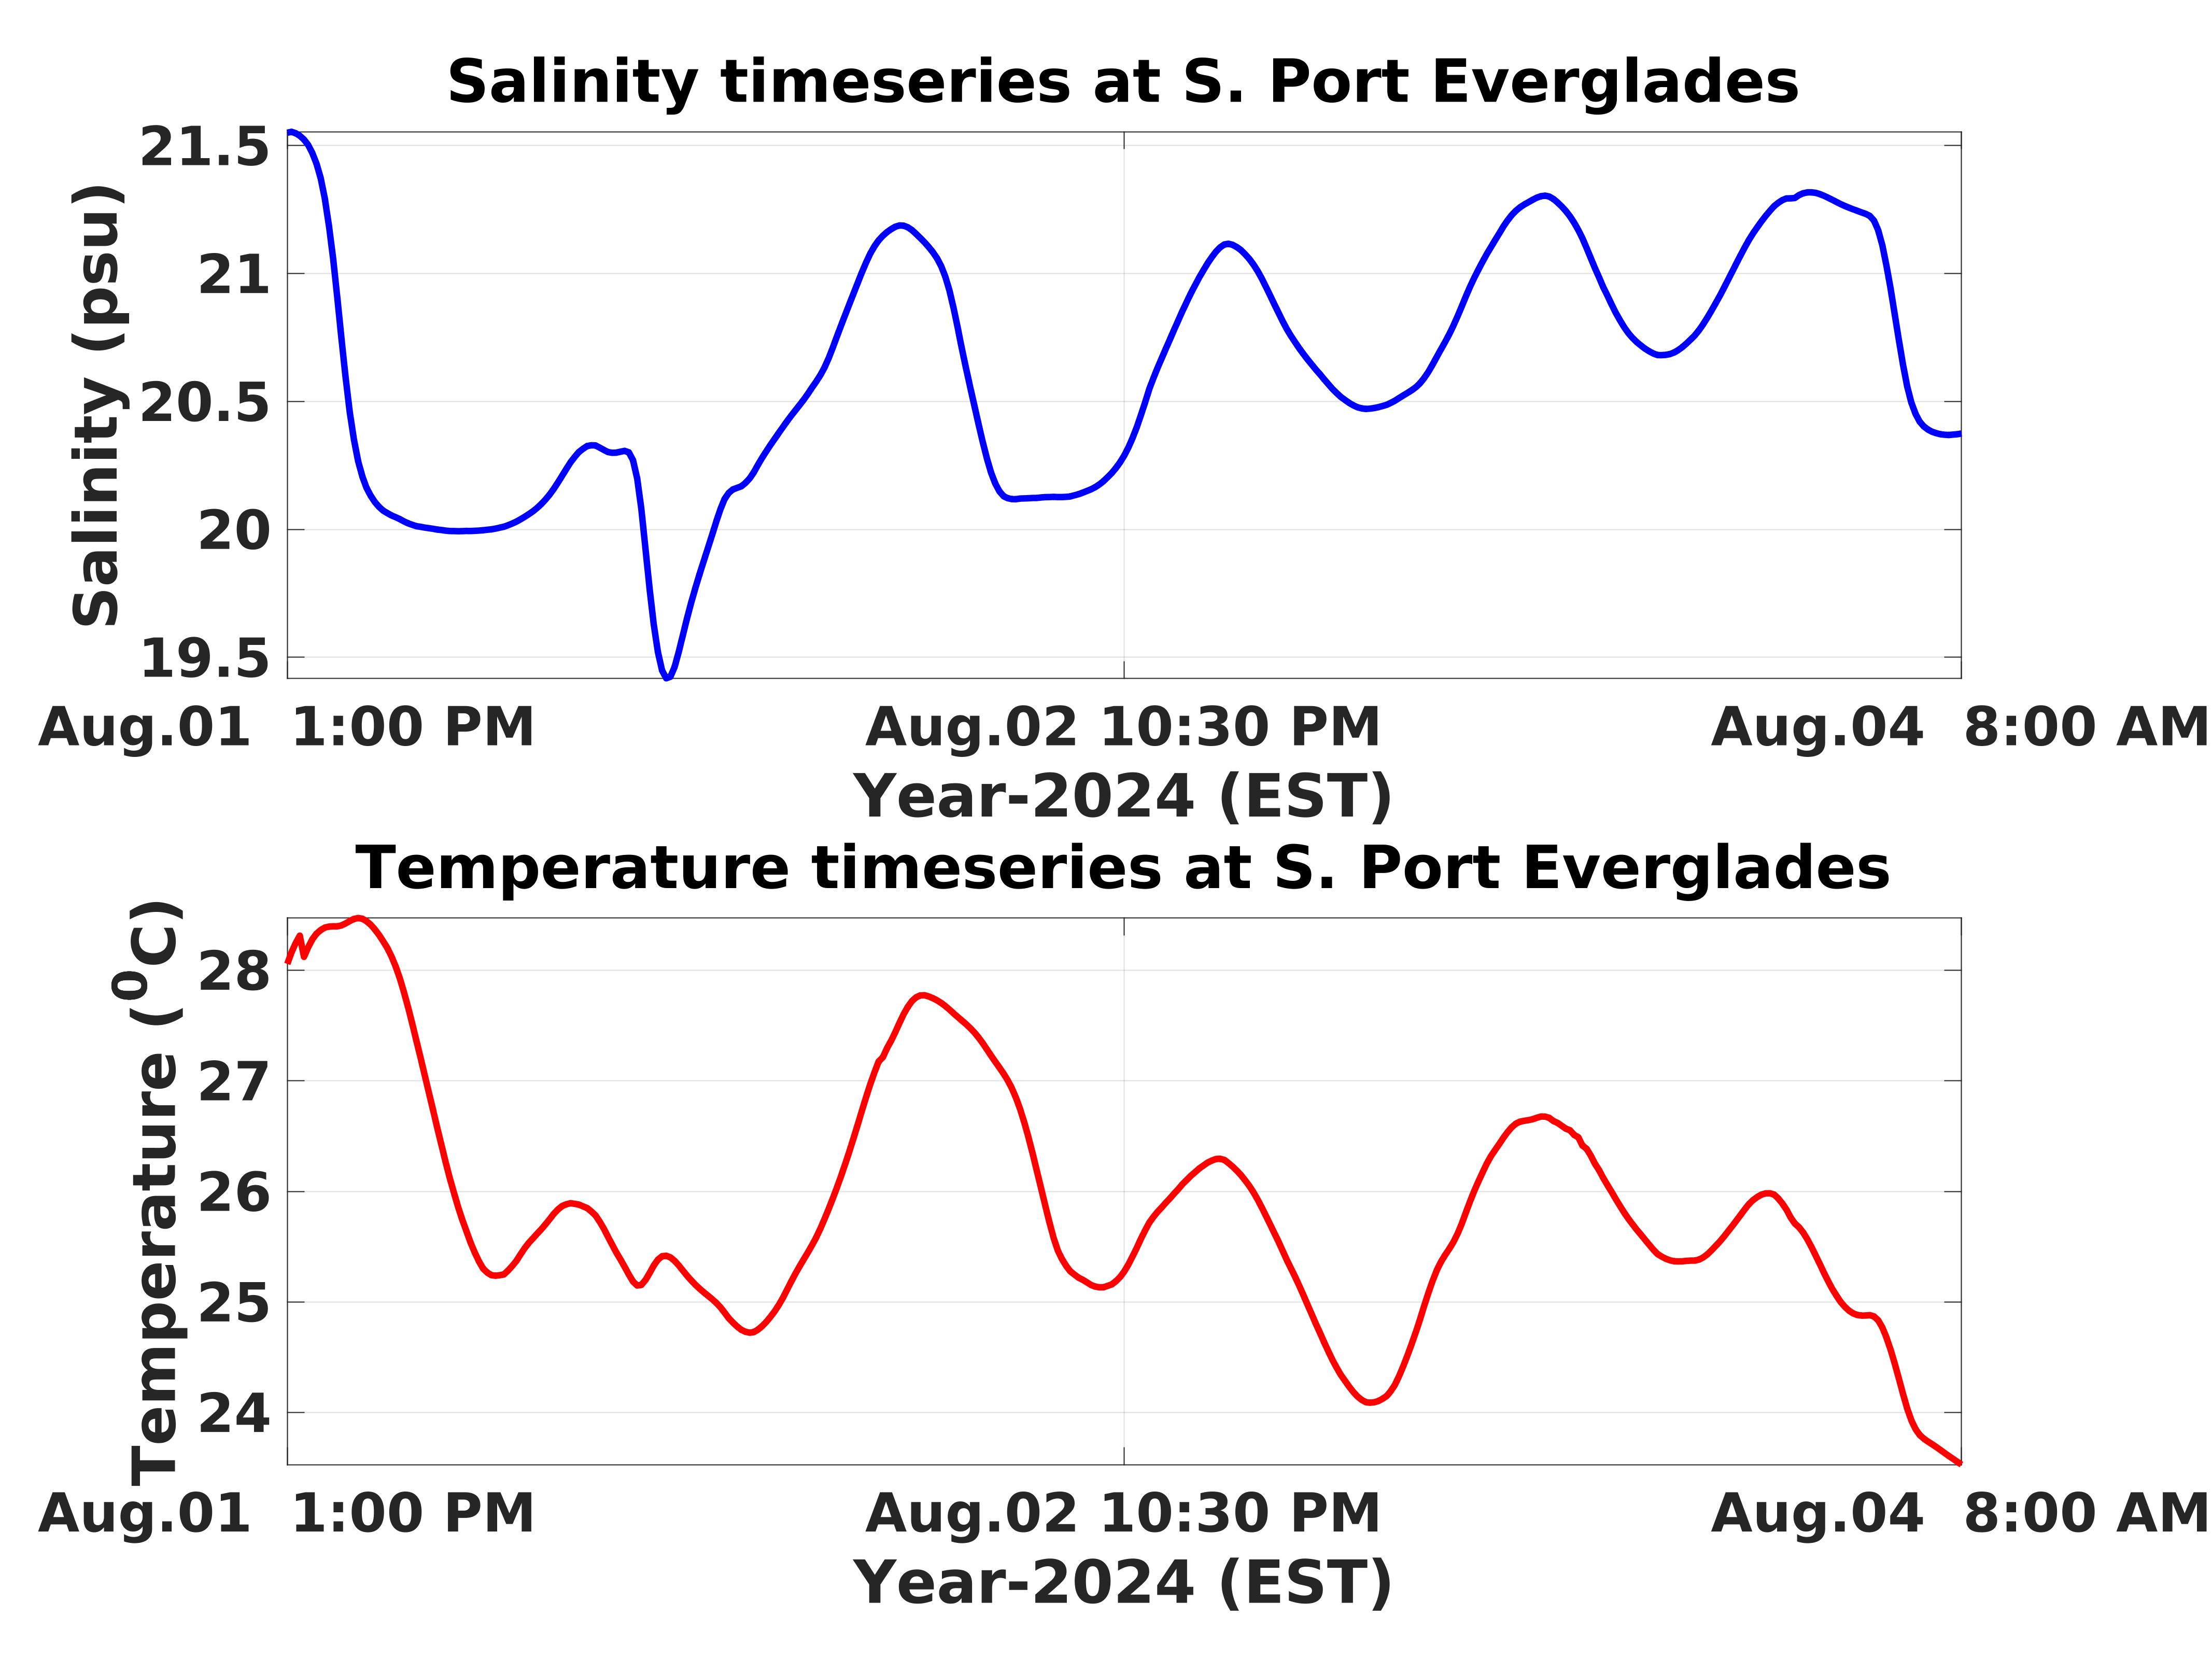 Salinity timeseries at S. Port Everglades
Salinity (psu)
21.5
21
20.5
20
19.5
Aug.01  1:00 PM
Aug.02 10:30 PM
Aug.04  8:00 AM
Year-2024 (EST)
Temperature timeseries at S. Port Everglades
Temperature (⁰C)
28
27
26
25
24
Aug.01  1:00 PM
Aug.02 10:30 PM
Aug.04  8:00 AM
Year-2024 (EST)